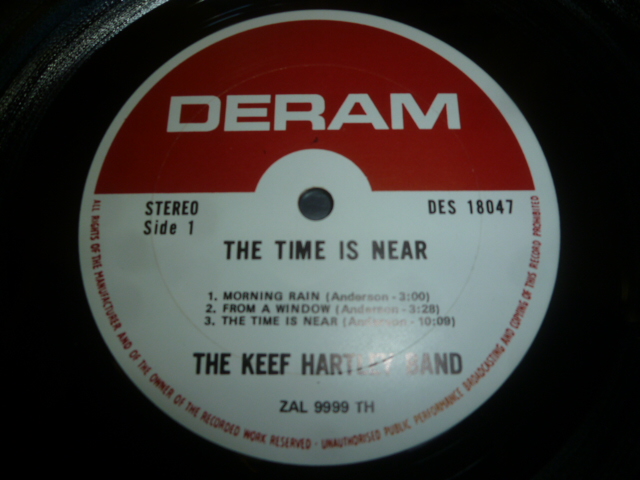 DERAM
STEREO
Side 1
DES 18047
THE TIME IS NEAR
1. MORNING RAIN (Anderson - 3:00)
2. FROM A WINDOW (Anderson - 3:28)
3. THE TIME IS NEAR (Anderson - 10:09)
THE KEEF HARTLEY BAND
ZAL 9999 TH
ALL RIGHTS OF THE MANUFACTURER AND OF THE OWNER OF THE RECORDED WORK RESERVED - UNAUTHORISED PUBLIC PERFORMANCE BROADCASTING AND COPYING OF THIS RECORD PROHIBITED